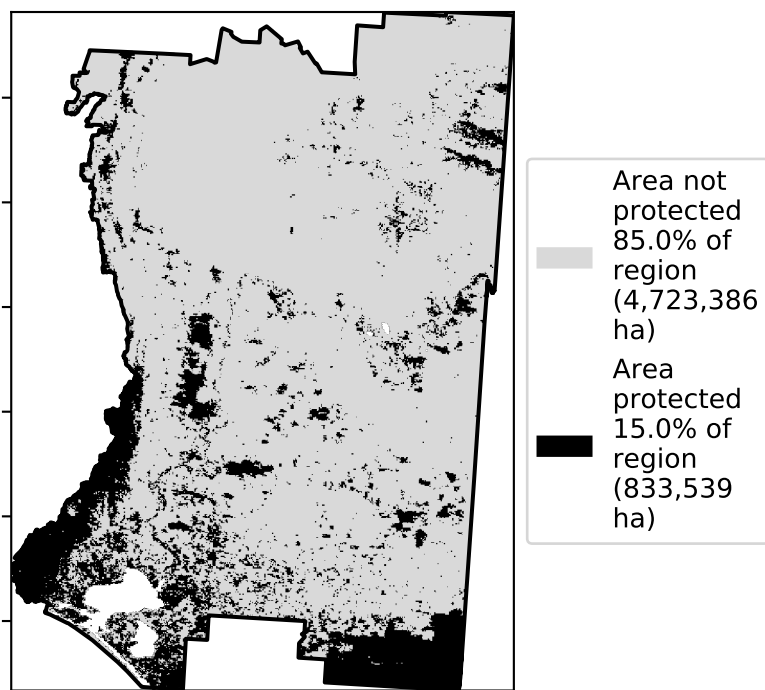 Area not
protected
85.0% of
region
(4,723,386
ha)
Area
protected
15.0% of
region
(833,539
ha)